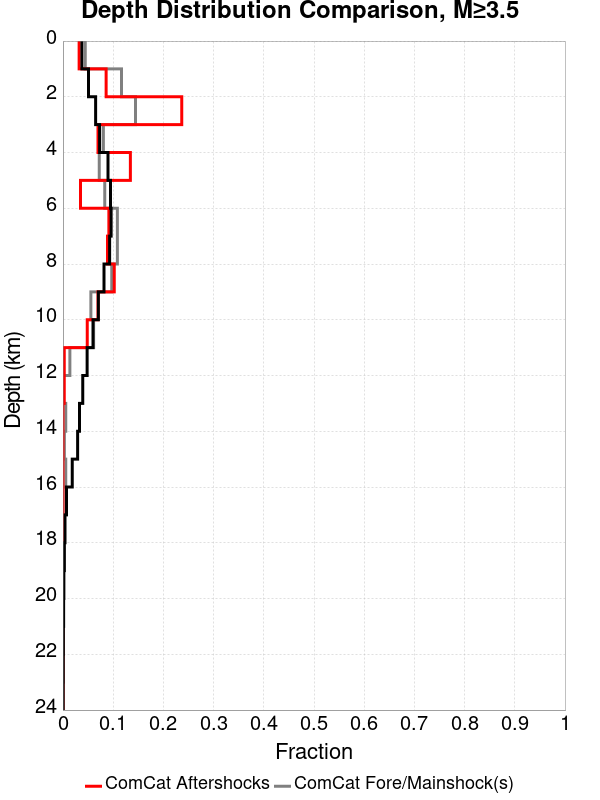 Depth Distribution Comparison, M≥3.5
0
2
4
6
8
10
12
14
16
18
20
22
24
Depth (km)
0 0.1 0.2 0.3 0.4 0.5 0.6 0.7 0.8 0.9 1
Fraction
ComCat Aftershocks ComCat Fore/Mainshock(s)